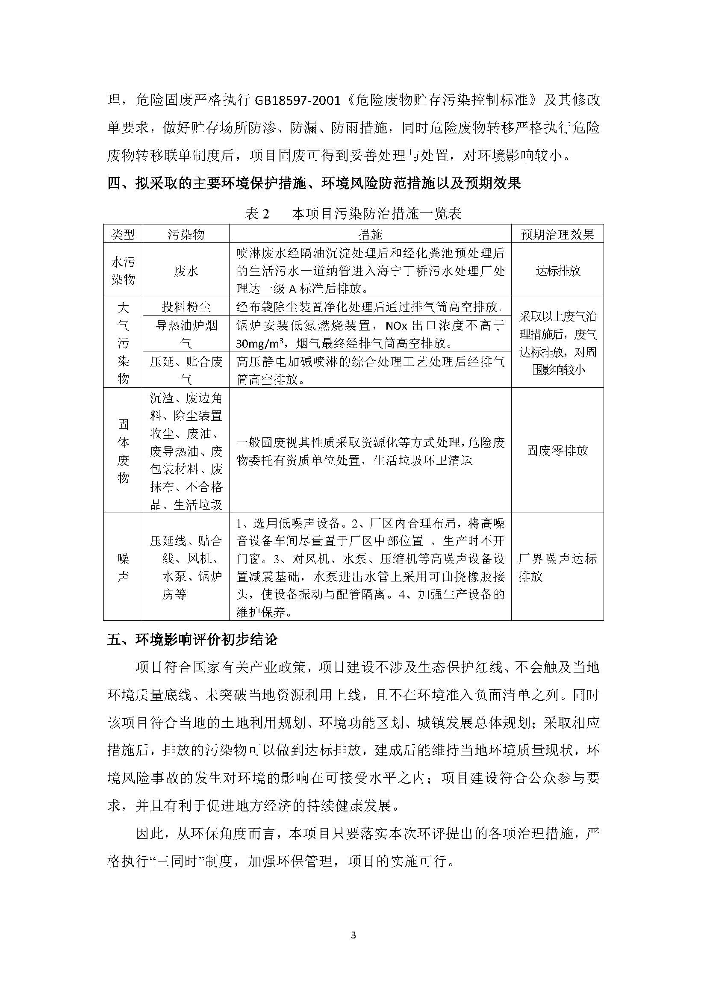 理，危险固废严格执行 GB18597-2001《危险废物贮存污染控制标准》及其修改
单要求，做好贮存场所防渗、防漏、防雨措施，同时危险废物转移严格执行危险
废物转移联单制度后，项目固废可得到妥善处理与处置，对环境影响较小。
四、拟采取的主要环境保护措施、环境风险防范措施以及预期效果
表 2 本项目污染防治措施一览表
类型 污染物 措施 预期治理效果
水污
染物
废水
喷淋废水经隔油沉淀处理后和经化粪池预处理后
的生活污水一道纳管进入海宁丁桥污水处理厂处
理达一级 A 标准后排放。
达标排放
大
气
污
染
物
投料粉尘
经布袋除尘装置净化处理后通过排气筒高空排放。
导热油炉烟
气
锅炉安装低氮燃烧装置，NOx 出口浓度不高于
30mg/m³，烟气最终经排气筒高空排放。
压延、贴合废
气
高压静电加碱喷淋的综合处理工艺处理后经排气
筒高空排放。
采取以上废气治
理措施后，废气
达标排放，对周
围影响较小
固
体
废
物
沉渣、废边角
料、除尘装置
收尘、废油、
废导热油、废
包装材料、废
抹布、不合格
品、生活垃圾
一般固废视其性质采取资源化等方式处理，危险废
物委托有资质单位处置，生活垃圾环卫清运
固废零排放
噪
声
压延线、贴合
线、风机、
水泵、锅炉
房等
1、选用低噪声设备。2、厂区内合理布局，将高噪
音设备车间尽量置于厂区中部位置 、生产时不开
门窗。3、对风机、水泵、压缩机等高噪声设备设
置减震基础，水泵进出水管上采用可曲挠橡胶接
头，使设备振动与配管隔离。4、加强生产设备的
维护保养。
厂界噪声达标
排放
五、环境影响评价初步结论
项目符合国家有关产业政策，项目建设不涉及生态保护红线、不会触及当地
环境质量底线、未突破当地资源利用上线，且不在环境准入负面清单之列。同时
该项目符合当地的土地利用规划、环境功能区划、城镇发展总体规划；采取相应
措施后，排放的污染物可以做到达标排放，建成后能维持当地环境质量现状，环
境风险事故的发生对环境的影响在可接受水平之内；项目建设符合公众参与要
求，并且有利于促进地方经济的持续健康发展。
因此，从环保角度而言，本项目只要落实本次环评提出的各项治理措施，严
格执行“三同时”制度，加强环保管理，项目的实施可行。
3